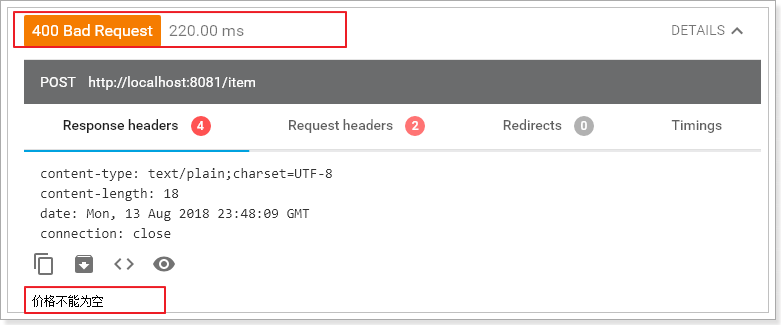 400 Bad Request 220.00 ms DETAILS
POST http://localhost:8081/item
Response headers 4 Request headers 2 Redirects 0 Timings
content-type: text/plain;charset=UTF-8
content-length: 18
date: Mon, 13 Aug 2018 23:48:09 GMT
connection: close
价格不能为空